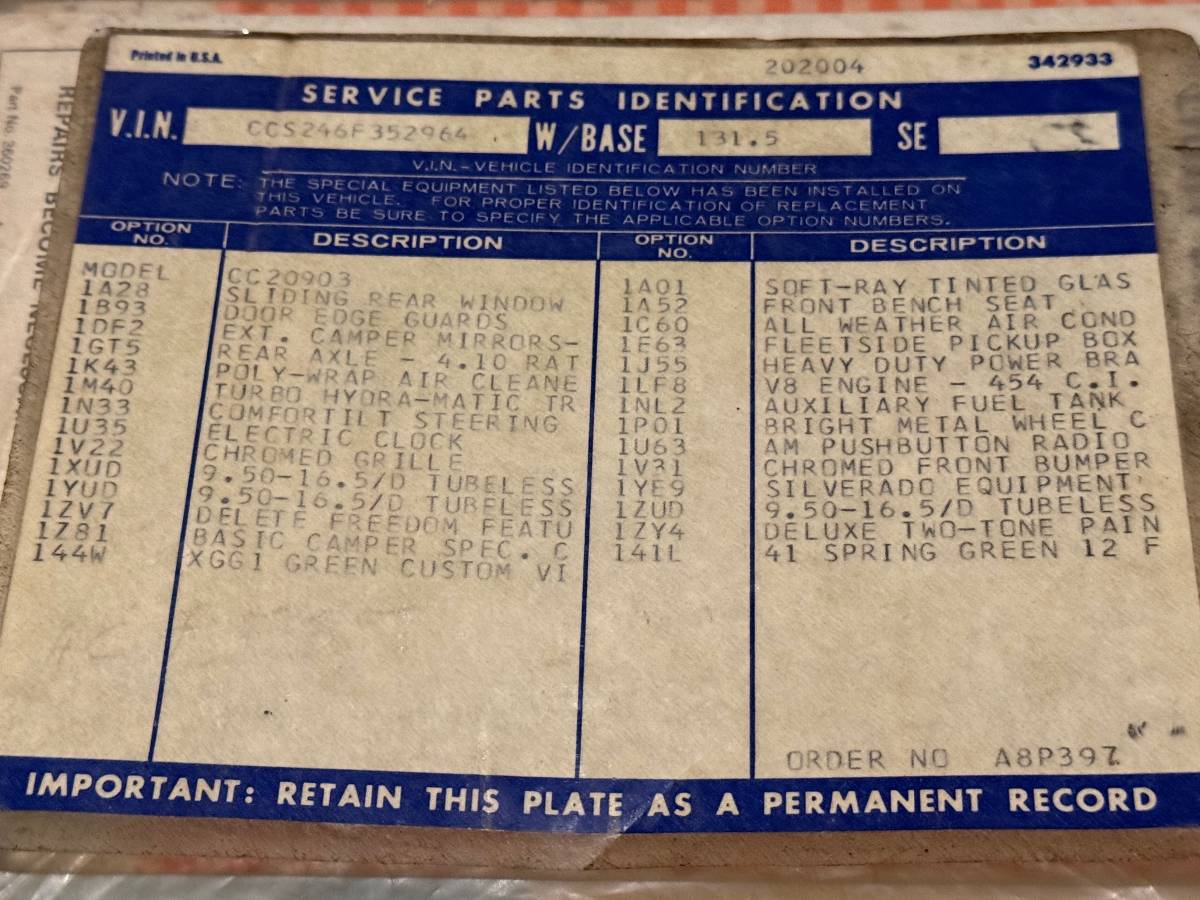 Printed in U.S.A.
202004
342933
SERVICE PARTS IDENTIFICATION
V.I.N. CCS246F352964 W/BASE 131.5 SE
V.I.N.-VEHICLE IDENTIFICATION NUMBER
NOTE: THE SPECIAL EQUIPMENT LISTED BELOW HAS BEEN INSTALLED ON
THIS VEHICLE. FOR PROPER IDENTIFICATION OF REPLACEMENT
PARTS BE SURE TO SPECIFY THE APPLICABLE OPTION NUMBERS.
OPTION NO. DESCRIPTION
MODEL CC20903
1A28 SLIDING REAR WINDOW
1B93 DOOR EDGE GUARDS
1DF2 EXT. CAMPER MIRRORS-
1GT5 REAR AXLE - 4.10 RAT
1K43 POLY-WRAP AIR CLEANE
1M40 TURBO HYDRA-MATIC TR
1N33 COMFORTILT STEERING
1U35 ELECTRIC CLOCK
1V22 CHROMED GRILLE
1XUD 9.50-16.5/D TUBELESS
1YUD 9.50-16.5/D TUBELESS
1ZV7 DELETE FREEDOM FEATU
1Z81 BASIC CAMPER SPEC. C
144W XGG1 GREEN CUSTOM VI
OPTION NO. DESCRIPTION
1A01 SOFT-RAY TINTED GLAS
1A52 FRONT BENCH SEAT
1C60 ALL WEATHER AIR COND
1E63 FLEETSIDE PICKUP BOX
1J55 HEAVY DUTY POWER BRA
1LF8 V8 ENGINE - 454 C.I.
1NL2 AUXILIARY FUEL TANK
1P01 BRIGHT METAL WHEEL C
1U63 AM PUSHBUTTON RADIO
1V31 CHROMED FRONT BUMPER
1YE9 SILVERADO EQUIPMENT
1ZUD 9.50-16.5/D TUBELESS
1ZY4 DELUXE TWO-TONE PAIN
141L 41 SPRING GREEN 12 F
ORDER NO A8P397
IMPORTANT: RETAIN THIS PLATE AS A PERMANENT RECORD
REPAIRS BECOME
Part No.